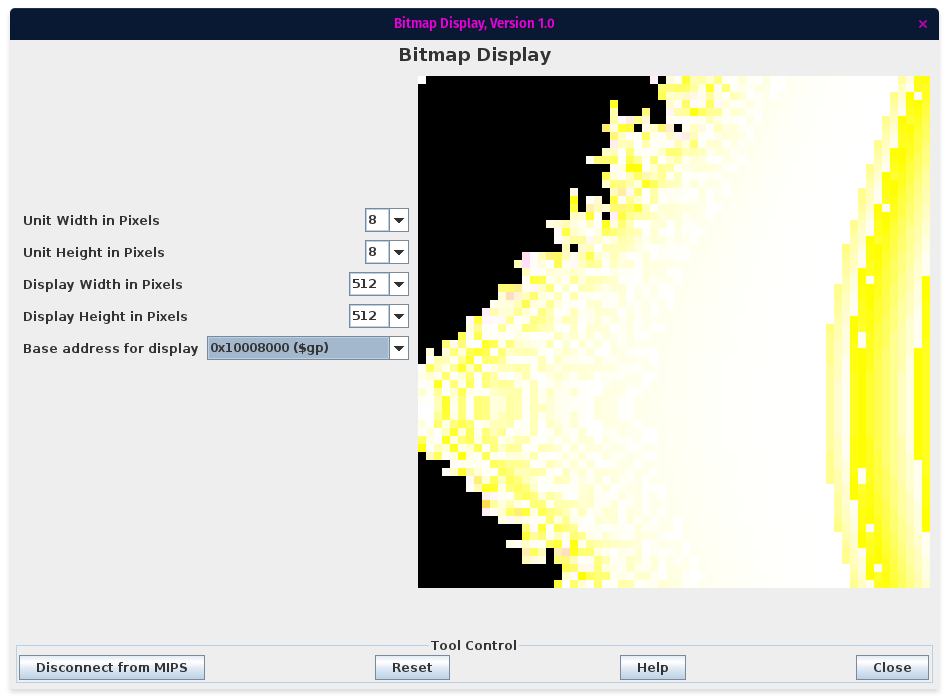 Bitmap Display, Version 1.0
×
Bitmap Display
Unit Width in Pixels 8
Unit Height in Pixels 8
Display Width in Pixels 512
Display Height in Pixels 512
Base address for display 0x10008000 ($gp)
Tool Control
Disconnect from MIPS Reset Help Close